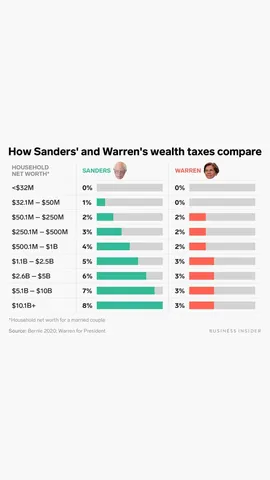 How Sanders' and Warren's wealth taxes compare
HOUSEHOLD
NET WORTH* SANDERS WARREN
<$32M 0% 0%
$32.1M – $50M 1% 0%
$50.1M – $250M 2% 2%
$250.1M – $500M 3% 2%
$500.1M – $1B 4% 2%
$1.1B – $2.5B 5% 3%
$2.6B – $5B 6% 3%
$5.1B – $10B 7% 3%
$10.1B+ 8% 3%
*Household net worth for a married couple
Source: Bernie 2020; Warren for President BUSINESS INSIDER